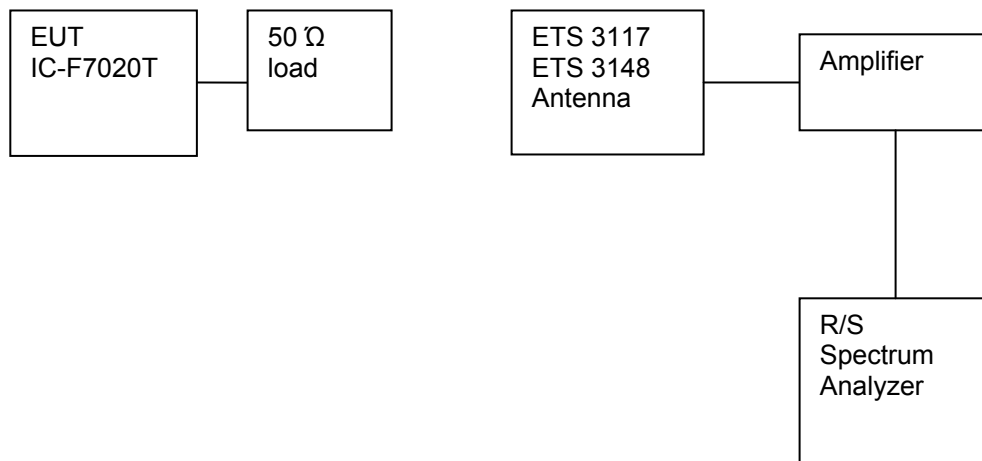 EUT
IC-F7020T
50 Ώ
load
ETS 3117
ETS 3148
Antenna
Amplifier
R/S
Spectrum
Analyzer